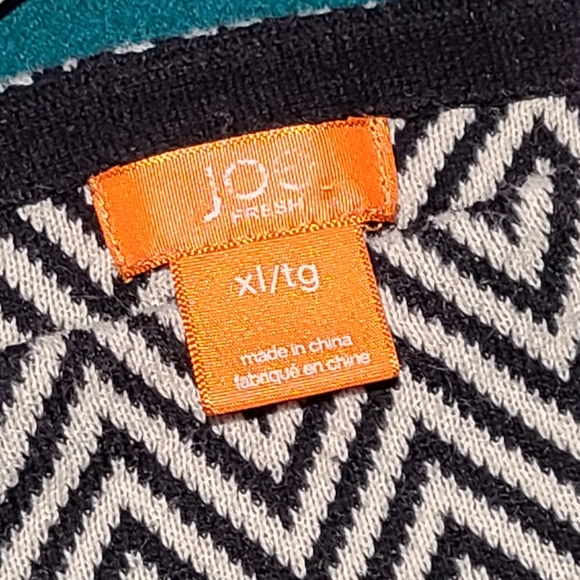 JOE
FRESH
xl/tg
made in china
fabriqué en chine